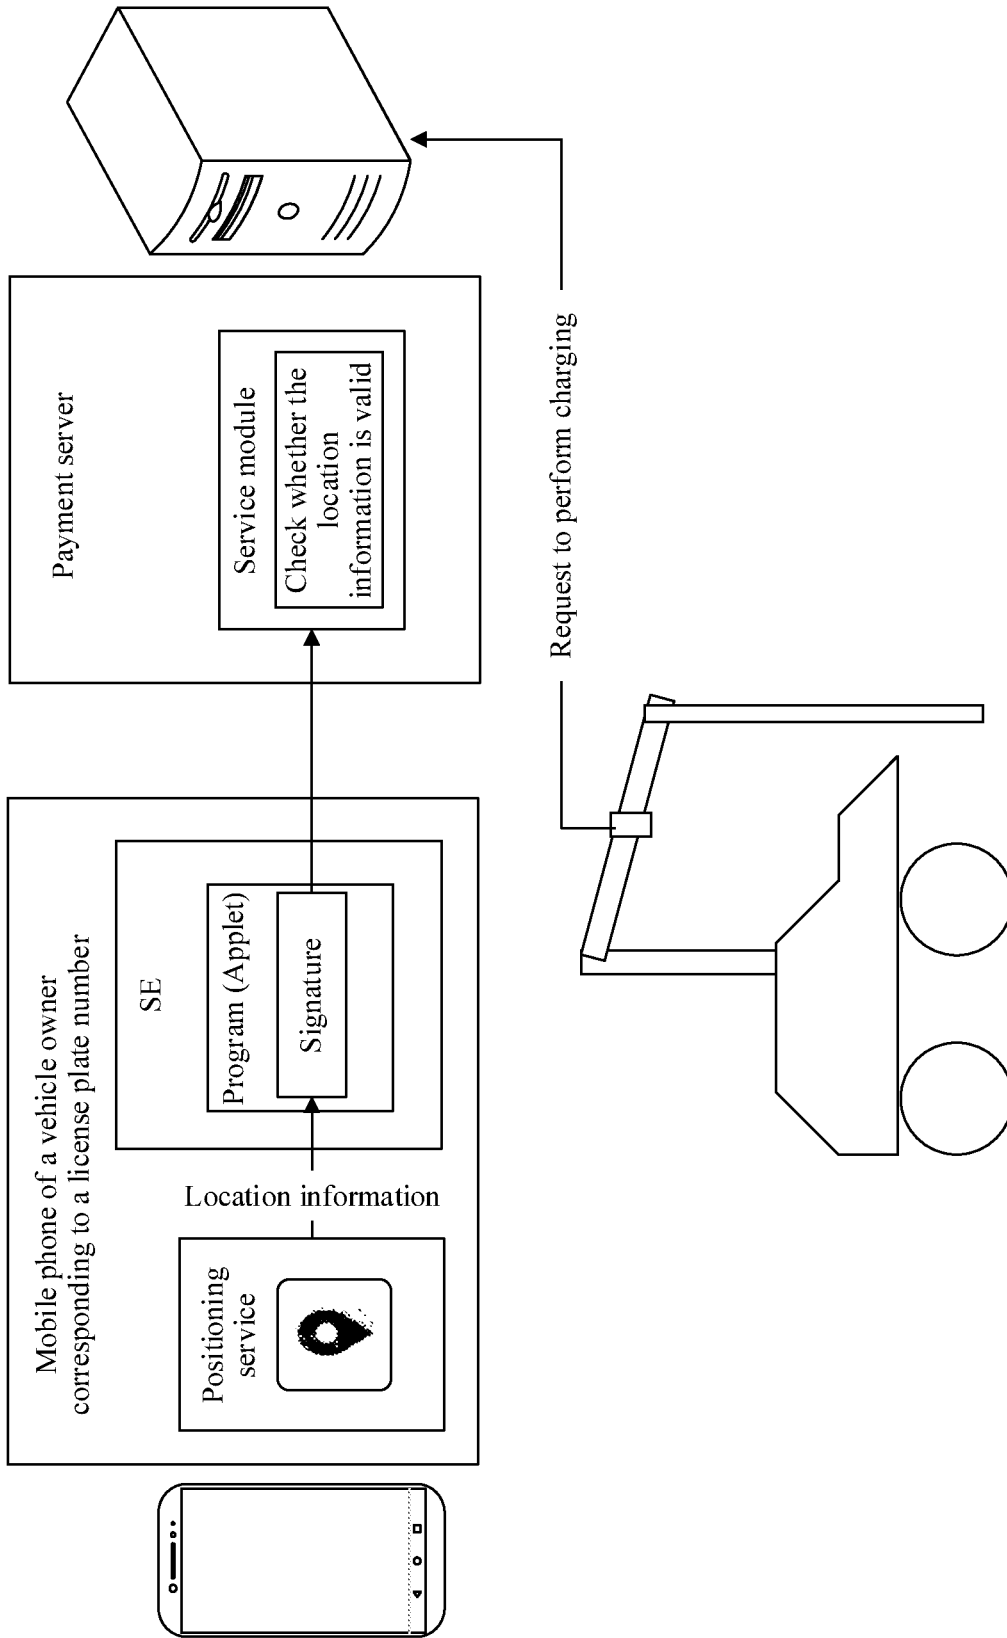 Mobile phone of a vehicle owner
corresponding to a license plate number
Positioning
service
Location information
SE
Program (Applet)
Signature
Payment server
Service module
Check whether the
location
information is valid
Request to perform charging